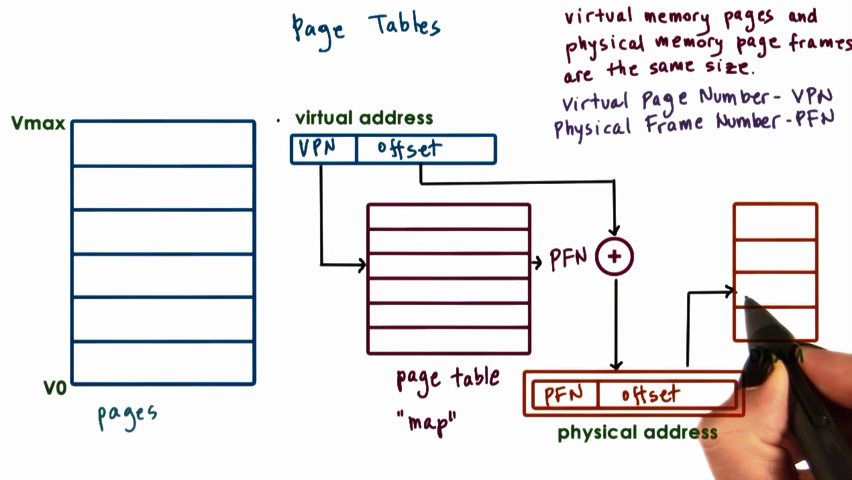 Page Tables
virtual memory pages and
physical memory page frames
are the same size.
Virtual Page Number - VPN
Physical Frame Number - PFN
Vmax
virtual address
VPN offset
PFN
+
V0
pages
page table
"map"
PFN offset
physical address
DRAM